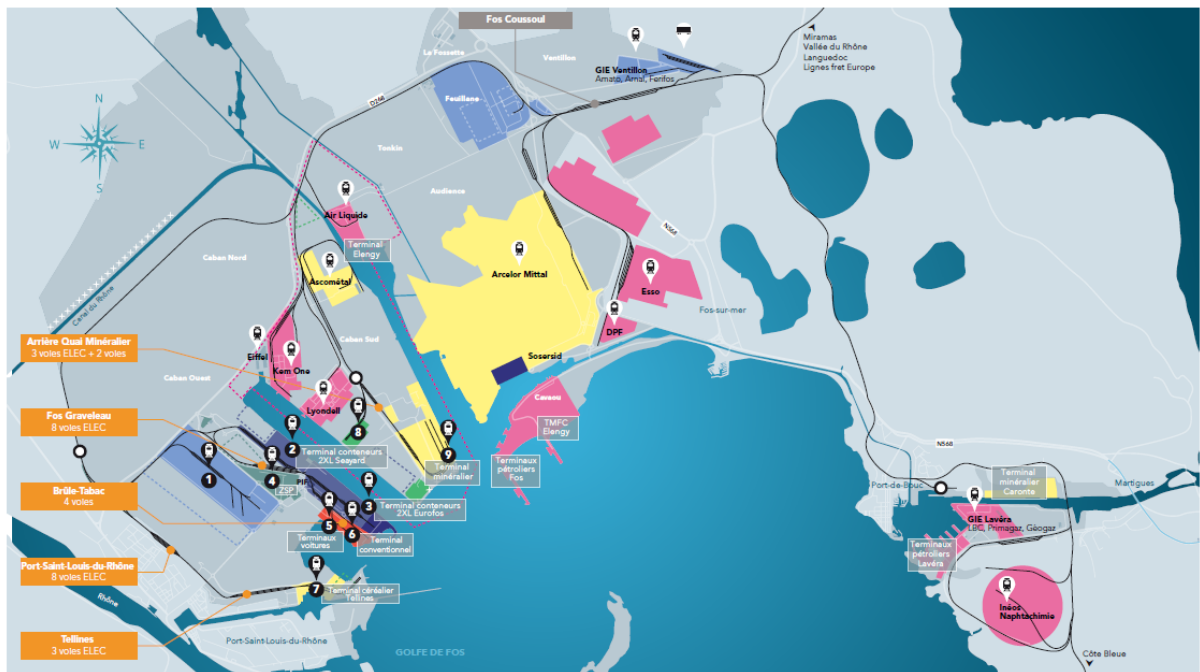 Fos Coussoul
Miramas
Vallée du Rhône
Languedoc
Lignes fret Europe
La Fossette
Ventillon
GIE Ventillon
Amato, Arnal, Ferifos
Feuillane
D268
N
W
E
S
Tonkin
Audience
Air Liquide
Terminal
Elengy
N568
Caban Nord
Canal du Rhône
Ascométal
Arcelor Mittal
Esso
Fos-sur-mer
DPF
Arrière Quai Minéralier
3 voies ELEC + 2 voies
Eiffel
Caban Sud
Sosersid
Kem One
Caban Ouest
Lyondell
Cavaou
TMFC
Elengy
Fos Graveleau
8 voies ELEC
8
2
Terminal conteneurs
2XL Seayard
9
Terminal
minéralier
Terminaux
pétroliers
Fos
N568
1
4
PIF
ZSP
3
Terminal conteneurs
2XL Eurofos
Brûle-Tabac
4 voies
5
6
Terminaux
voitures
Terminal
conventionnel
Port-de-Bouc
Terminal
minéralier
Caronte
Martigues
GIE Lavéra
LBC, Primagaz, Géogaz
Terminaux
pétroliers
Lavéra
Port-Saint-Louis-du-Rhône
8 voies ELEC
Rhône
7
Terminal céréalier
Tellines
Inéos
Naphtachimie
Tellines
3 voies ELEC
Port-Saint-Louis-du-Rhône
GOLFE DE FOS
Côte Bleue